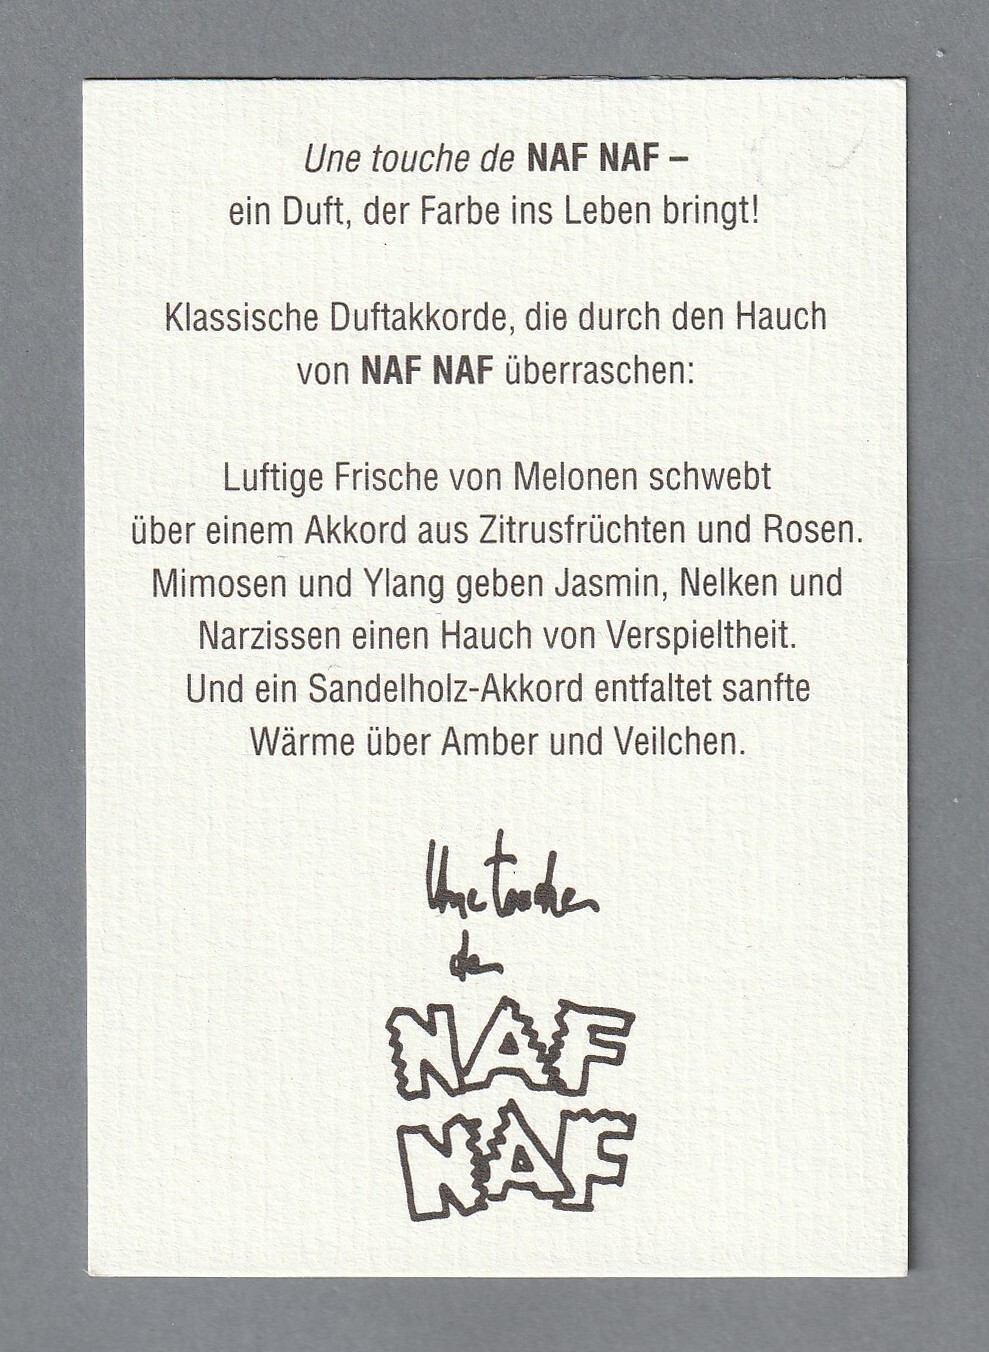 Une touche de NAF NAF –
ein Duft, der Farbe ins Leben bringt!
Klassische Duftakkorde, die durch den Hauch
von NAF NAF überraschen:
Luftige Frische von Melonen schwebt
über einem Akkord aus Zitrusfrüchten und Rosen.
Mimosen und Ylang geben Jasmin, Nelken und
Narzissen einen Hauch von Verspieltheit.
Und ein Sandelholz-Akkord entfaltet sanfte
Wärme über Amber und Veilchen.
Une touche
de
NAF
NAF